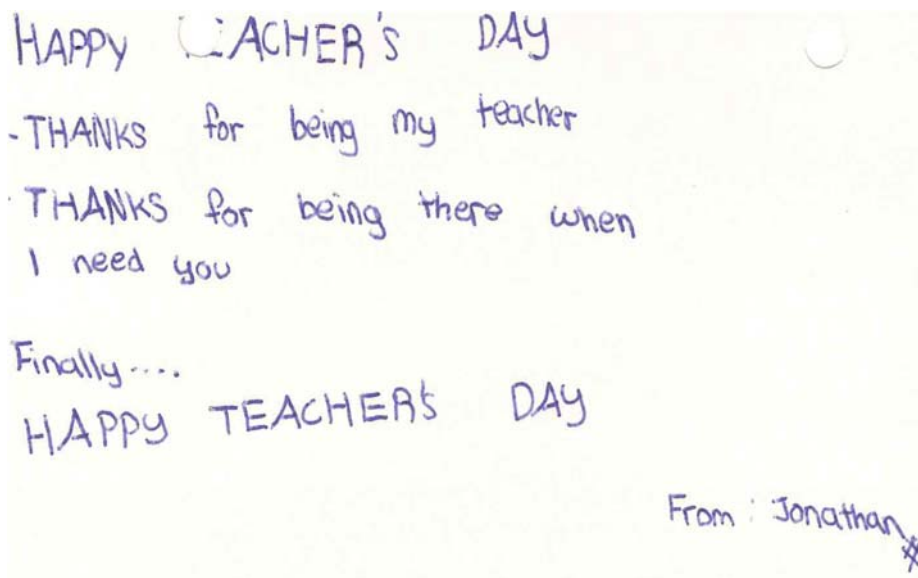 HAPPY EACHER'S DAY
-THANKS for being my teacher
-THANKS for being there when
I need you
Finally....
HAPPY TEACHER'S DAY
From : Jonathan